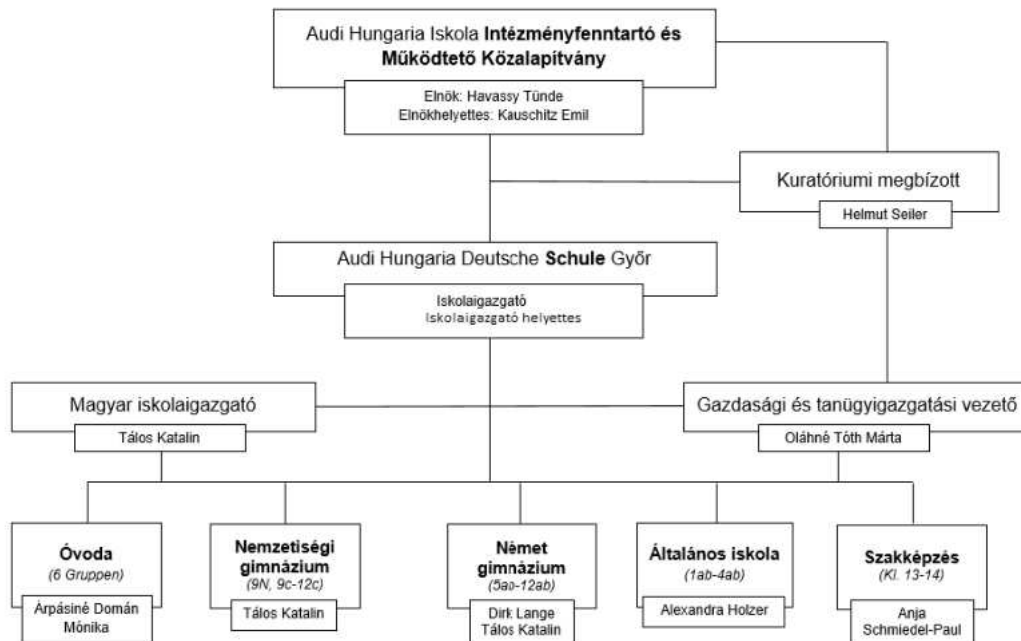 Audi Hungaria Iskola Intézményfenntartó és
Működtető Közalapítvány
Elnök: Havassy Tünde
Elnökhelyettes: Kauschitz Emil
Kuratóriumi megbízott
Helmut Seiler
Audi Hungaria Deutsche Schule Győr
Iskolaigazgató
Iskolaigazgató helyettes
Magyar iskolaigazgató
Tálos Katalin
Gazdasági és tanügyigazgatási vezető
Oláhné Tóth Márta
Óvoda
(6 Gruppen)
Árpásiné Domán
Mónika
Nemzetiségi
gimnázium
(9N, 9c-12c)
Tálos Katalin
Német
gimnázium
(5ab-12ab)
Dirk Lange
Tálos Katalin
Általános iskola
(1ab-4ab)
Alexandra Holzer
Szakképzés
(Kl. 13-14)
Anja
Schmiedel-Paul